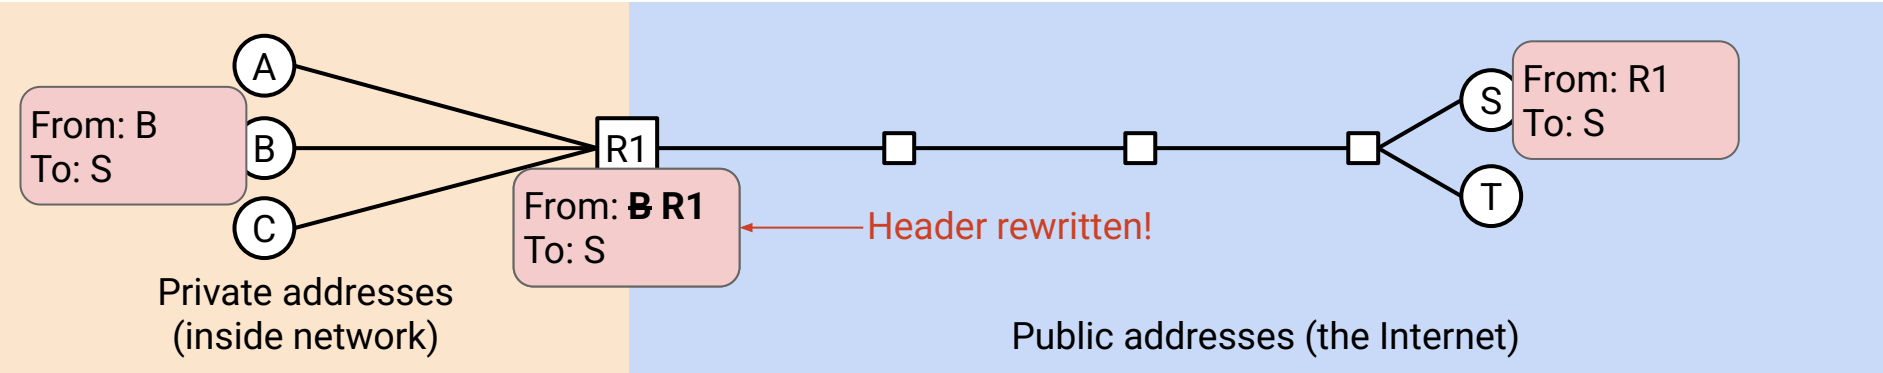 A
From: B
To: S
B
C
R1
From: B R1
To: S
Header rewritten!
S
From: R1
To: S
T
Private addresses
(inside network)
Public addresses (the Internet)